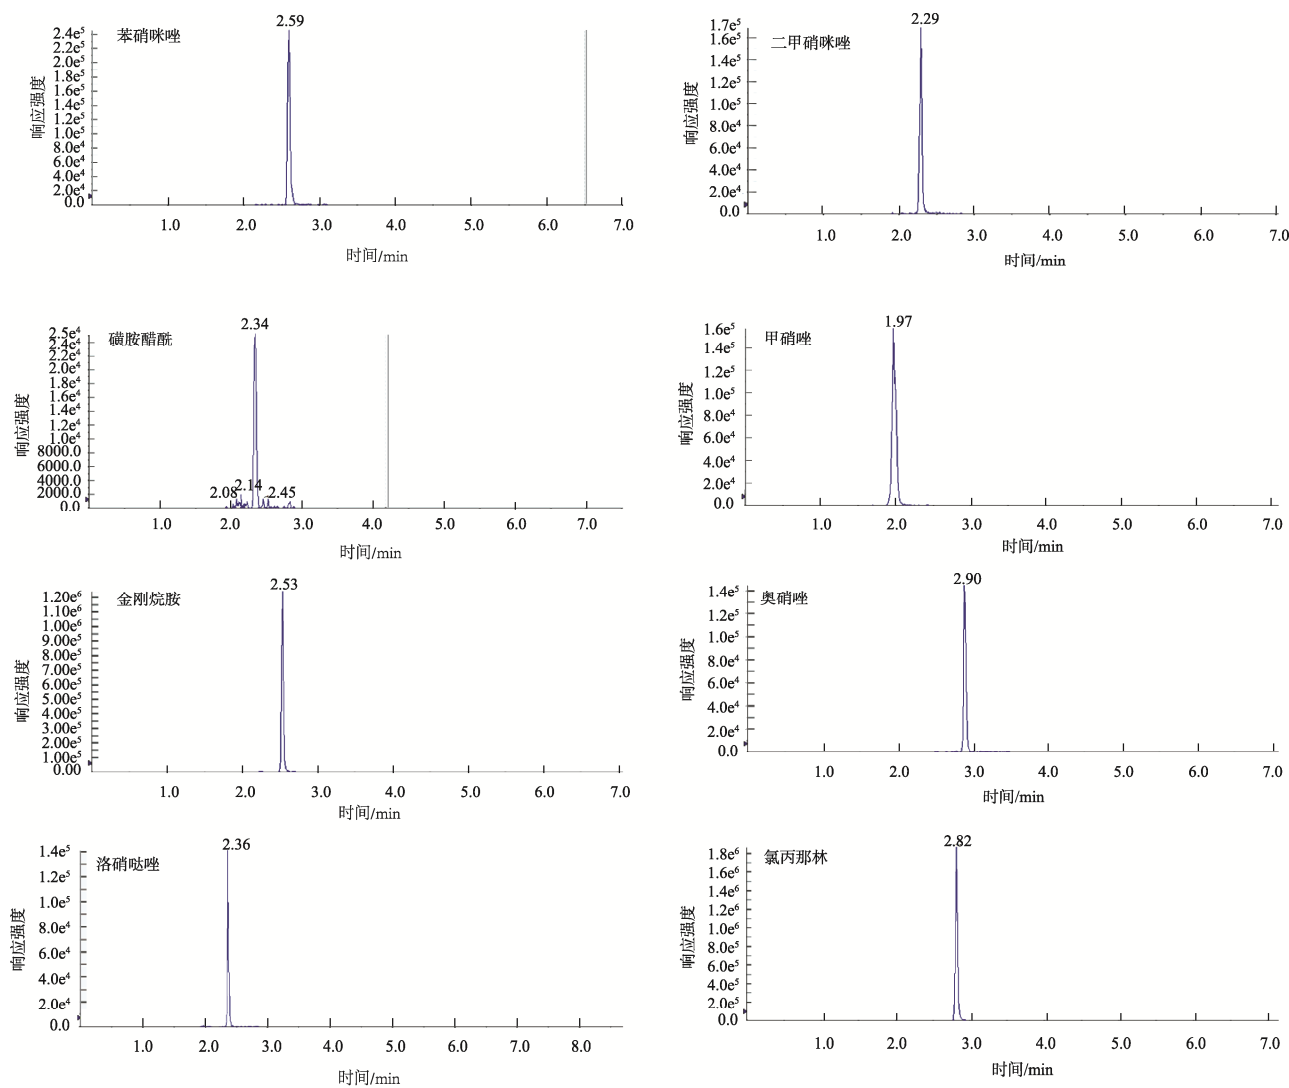 苯硝咪唑
2.59
2.4e5
2.2e5
2.0e5
1.8e5
1.6e5
1.4e5
1.2e5
1.0e5
8.0e4
6.0e4
4.0e4
2.0e4
0.0
响应强度
1.0 2.0 3.0 4.0 5.0 6.0 7.0
时间/min
二甲硝咪唑
2.29
1.7e5
1.6e5
1.4e5
1.2e5
1.0e5
8.0e4
6.0e4
4.0e4
2.0e4
0.0
响应强度
1.0 2.0 3.0 4.0 5.0 6.0 7.0
时间/min
磺胺醋酰
2.34
2.5e4
2.4e4
2.2e4
2.0e4
1.8e4
1.6e4
1.4e4
1.2e4
1.0e4
8000.0
6000.0
4000.0
2000.0
0.0
2.08 2.14 2.45
响应强度
1.0 2.0 3.0 4.0 5.0 6.0 7.0
时间/min
甲硝唑
1.97
1.6e5
1.4e5
1.2e5
1.0e5
8.0e4
6.0e4
4.0e4
2.0e4
0.0
响应强度
1.0 2.0 3.0 4.0 5.0 6.0 7.0
时间/min
金刚烷胺
2.53
1.20e6
1.10e6
1.00e6
9.00e5
8.00e5
7.00e5
6.00e5
5.00e5
4.00e5
3.00e5
2.00e5
1.00e5
0.00
响应强度
1.0 2.0 3.0 4.0 5.0 6.0 7.0
时间/min
奥硝唑
2.90
1.4e5
1.2e5
1.0e5
8.0e4
6.0e4
4.0e4
2.0e4
0.0
响应强度
1.0 2.0 3.0 4.0 5.0 6.0 7.0
时间/min
洛硝哒唑
2.36
1.4e5
1.2e5
1.0e5
8.0e4
6.0e4
4.0e4
2.0e4
0.0
响应强度
1.0 2.0 3.0 4.0 5.0 6.0 7.0 8.0
时间/min
氯丙那林
2.82
1.8e6
1.6e6
1.4e6
1.2e6
1.0e6
8.0e5
6.0e5
4.0e5
2.0e5
0.0
响应强度
1.0 2.0 3.0 4.0 5.0 6.0 7.0
时间/min